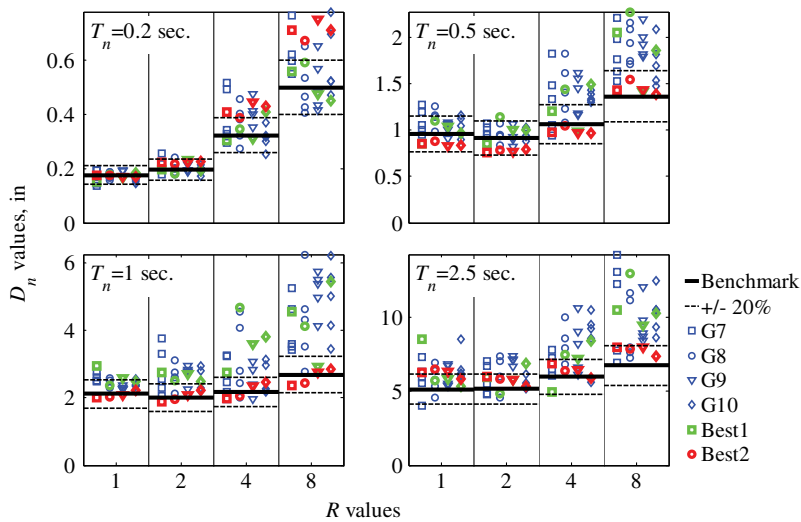 T_n=0.2 sec.
0.6
0.4
0.2
0
T_n=0.5 sec.
2
1.5
1
0.5
0
D_n values, in
T_n=1 sec.
6
4
2
0
1 2 4 8
T_n=2.5 sec.
10
5
0
1 2 4 8
R values
Benchmark
+/- 20%
G7
G8
G9
G10
Best1
Best2